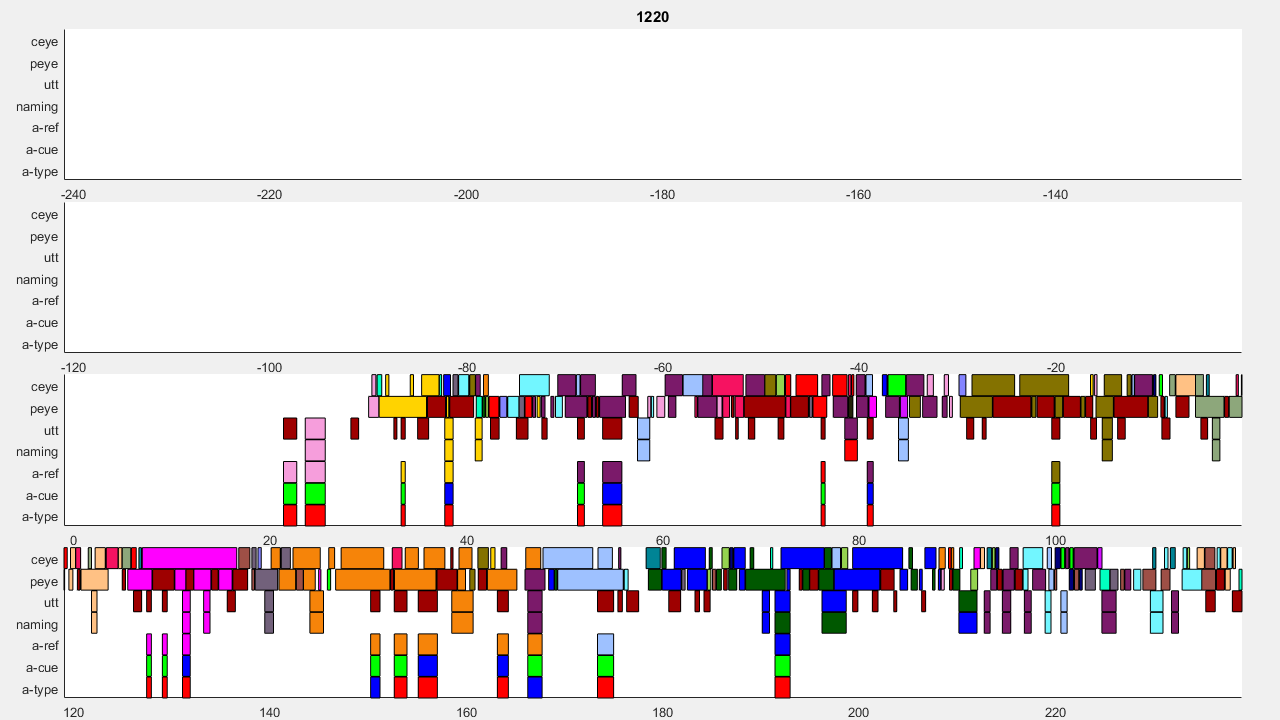 1220
ceye
peye
utt
naming
a-ref
a-cue
a-type
-240 -220 -200 -180 -160 -140
ceye
peye
utt
naming
a-ref
a-cue
a-type
-120 -100 -80 -60 -40 -20
ceye
peye
utt
naming
a-ref
a-cue
a-type
0 20 40 60 80 100
ceye
peye
utt
naming
a-ref
a-cue
a-type
120 140 160 180 200 220